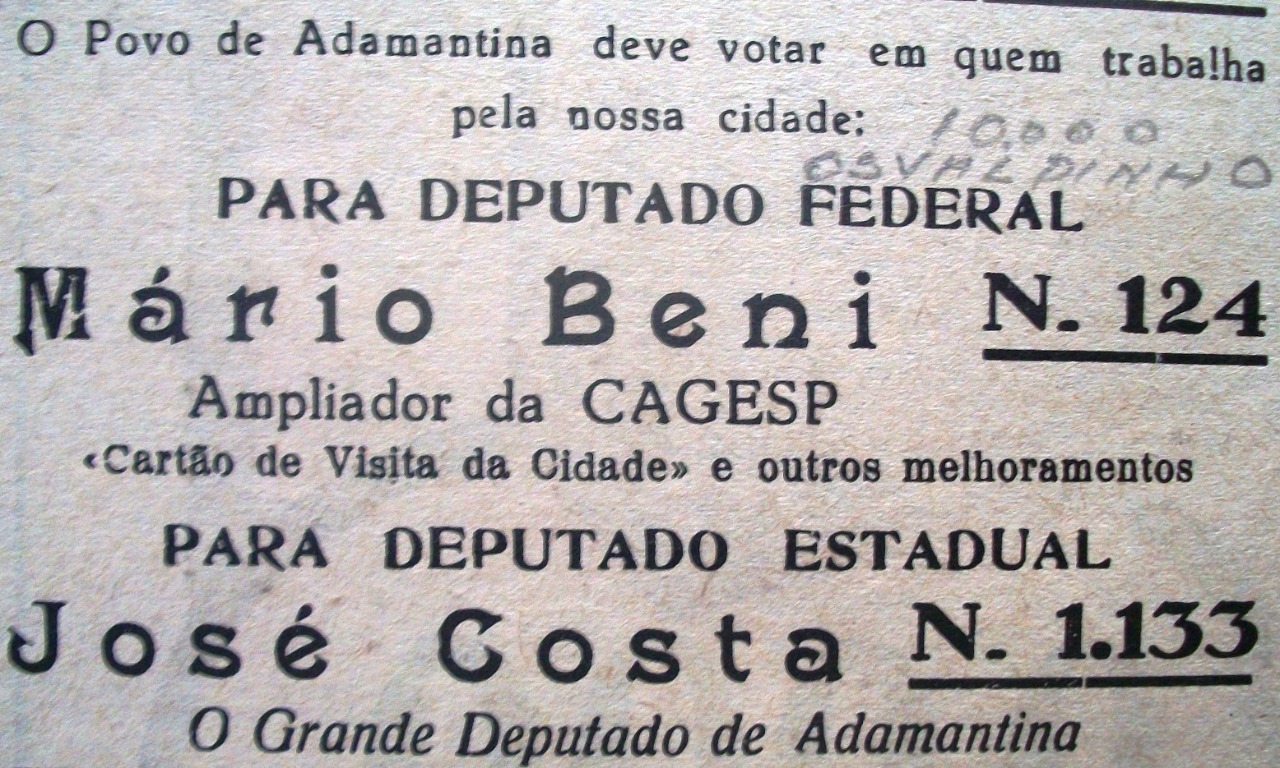 O Povo de Adamantina deve votar em quem trabalha
pela nossa cidade:
10.000
OSVALDINHO
PARA DEPUTADO FEDERAL
Mário Beni N. 124
Ampliador da CAGESP
«Cartão de Visita da Cidade» e outros melhoramentos
PARA DEPUTADO ESTADUAL
José Costa N. 1.133
O Grande Deputado de Adamantina